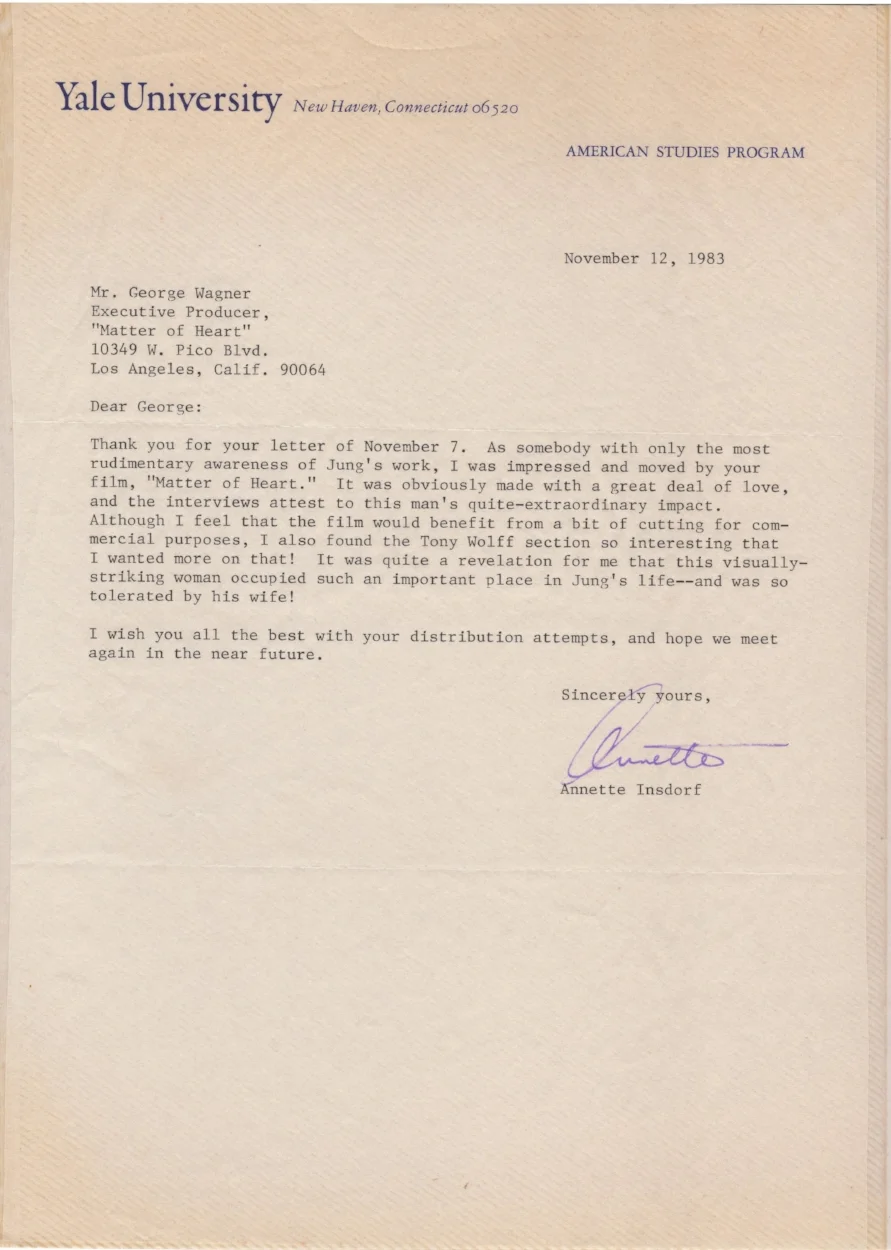 Yale University New Haven, Connecticut 06520
AMERICAN STUDIES PROGRAM
November 12, 1983
Mr. George Wagner
Executive Producer,
"Matter of Heart"
10349 W. Pico Blvd.
Los Angeles, Calif. 90064
Dear George:
Thank you for your letter of November 7. As somebody with only the most
rudimentary awareness of Jung's work, I was impressed and moved by your
film, "Matter of Heart." It was obviously made with a great deal of love,
and the interviews attest to this man's quite-extraordinary impact.
Although I feel that the film would benefit from a bit of cutting for com-
mercial purposes, I also found the Tony Wolff section so interesting that
I wanted more on that! It was quite a revelation for me that this visually-
striking woman occupied such an important place in Jung's life--and was so
tolerated by his wife!
I wish you all the best with your distribution attempts, and hope we meet
again in the near future.
Sincerely yours,
Annette
Annette Insdorf